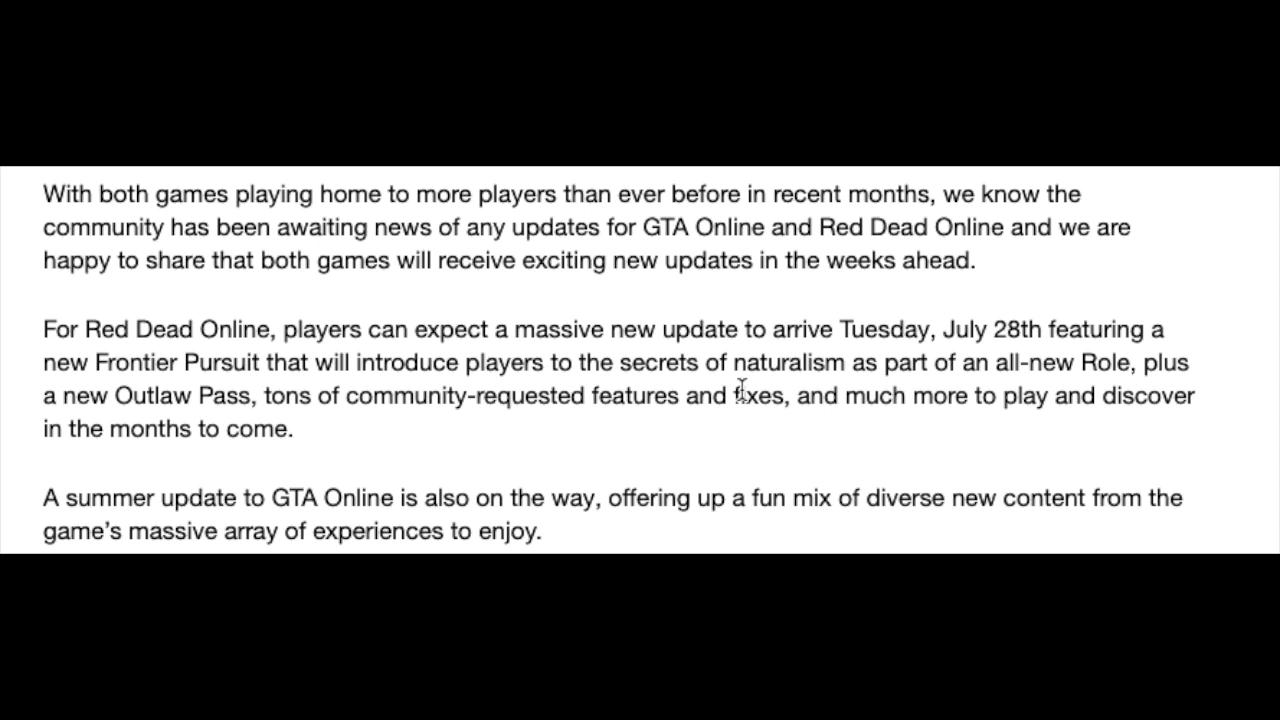 With both games playing home to more players than ever before in recent months, we know the
community has been awaiting news of any updates for GTA Online and Red Dead Online and we are
happy to share that both games will receive exciting new updates in the weeks ahead.
For Red Dead Online, players can expect a massive new update to arrive Tuesday, July 28th featuring a
new Frontier Pursuit that will introduce players to the secrets of naturalism as part of an all-new Role, plus
a new Outlaw Pass, tons of community-requested features and fixes, and much more to play and discover
in the months to come.
A summer update to GTA Online is also on the way, offering up a fun mix of diverse new content from the
game’s massive array of experiences to enjoy.